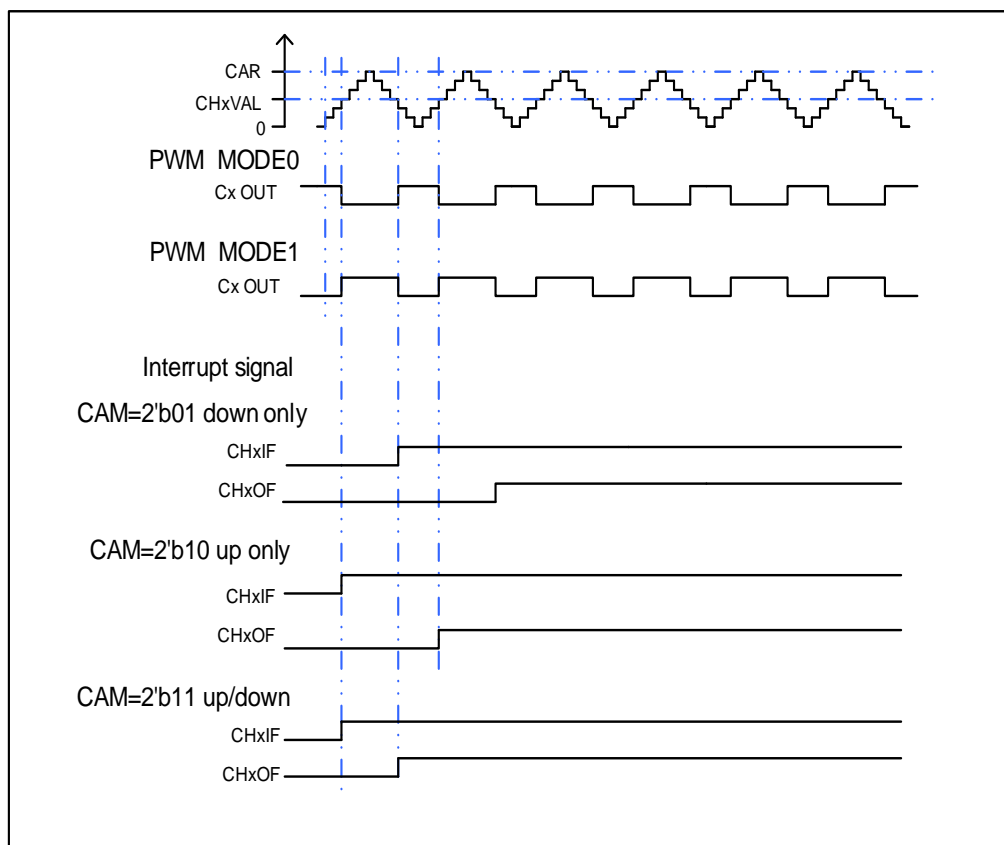 CAR
CHxVAL
0
PWM MODE0
Cx OUT
PWM MODE1
Cx OUT
Interrupt signal
CAM=2'b01 down only
CHxIF
CHxOF
CAM=2'b10 up only
CHxIF
CHxOF
CAM=2'b11 up/down
CHxIF
CHxOF